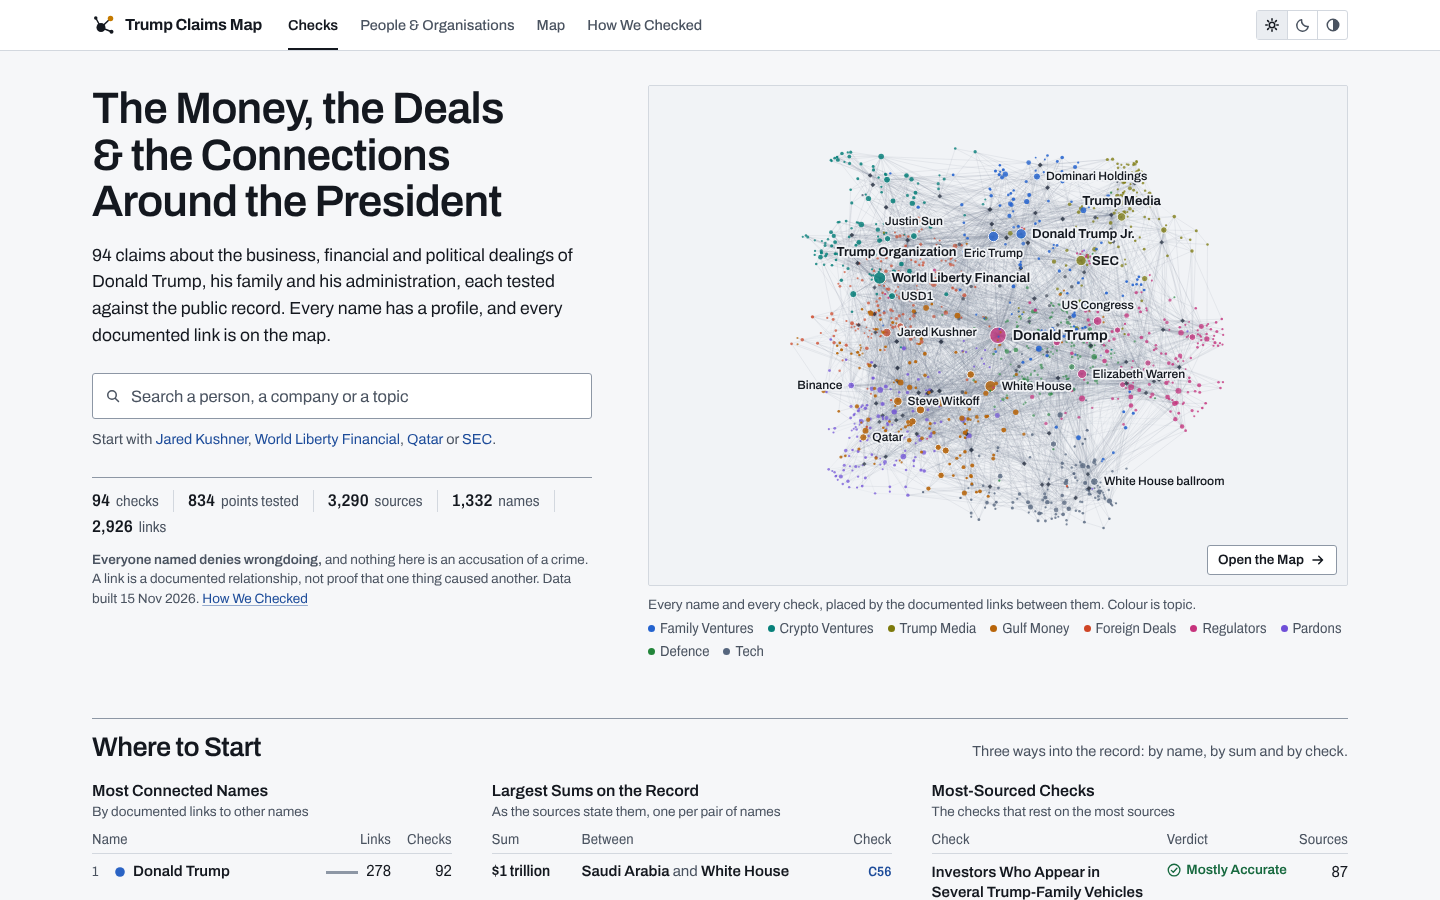 Trump Claims Map
Checks
People & Organisations
Map
How We Checked
The Money, the Deals
& the Connections
Around the President
94 claims about the business, financial and political dealings of
Donald Trump, his family and his administration, each tested
against the public record. Every name has a profile, and every
documented link is on the map.
Search a person, a company or a topic
Start with Jared Kushner, World Liberty Financial, Qatar or SEC.
94 checks
834 points tested
3,290 sources
1,332 names
2,926 links
Everyone named denies wrongdoing, and nothing here is an accusation of a crime.
A link is a documented relationship, not proof that one thing caused another. Data
built 15 Nov 2026. How We Checked
Dominari Holdings
Trump Media
Justin Sun
Donald Trump Jr.
Trump Organization
Eric Trump
SEC
World Liberty Financial
USD1
US Congress
Jared Kushner
Donald Trump
Elizabeth Warren
Binance
White House
Steve Witkoff
Qatar
White House ballroom
Open the Map
Every name and every check, placed by the documented links between them. Colour is topic.
Family Ventures
Crypto Ventures
Trump Media
Gulf Money
Foreign Deals
Regulators
Pardons
Defence
Tech
Where to Start
Three ways into the record: by name, by sum and by check.
Most Connected Names
By documented links to other names
Name Links Checks
1 Donald Trump 278 92
Largest Sums on the Record
As the sources state them, one per pair of names
Sum Between Check
$1 trillion Saudi Arabia and White House C56
Most-Sourced Checks
The checks that rest on the most sources
Check Verdict Sources
Investors Who Appear in Mostly Accurate 87
Several Trump-Family Vehicles